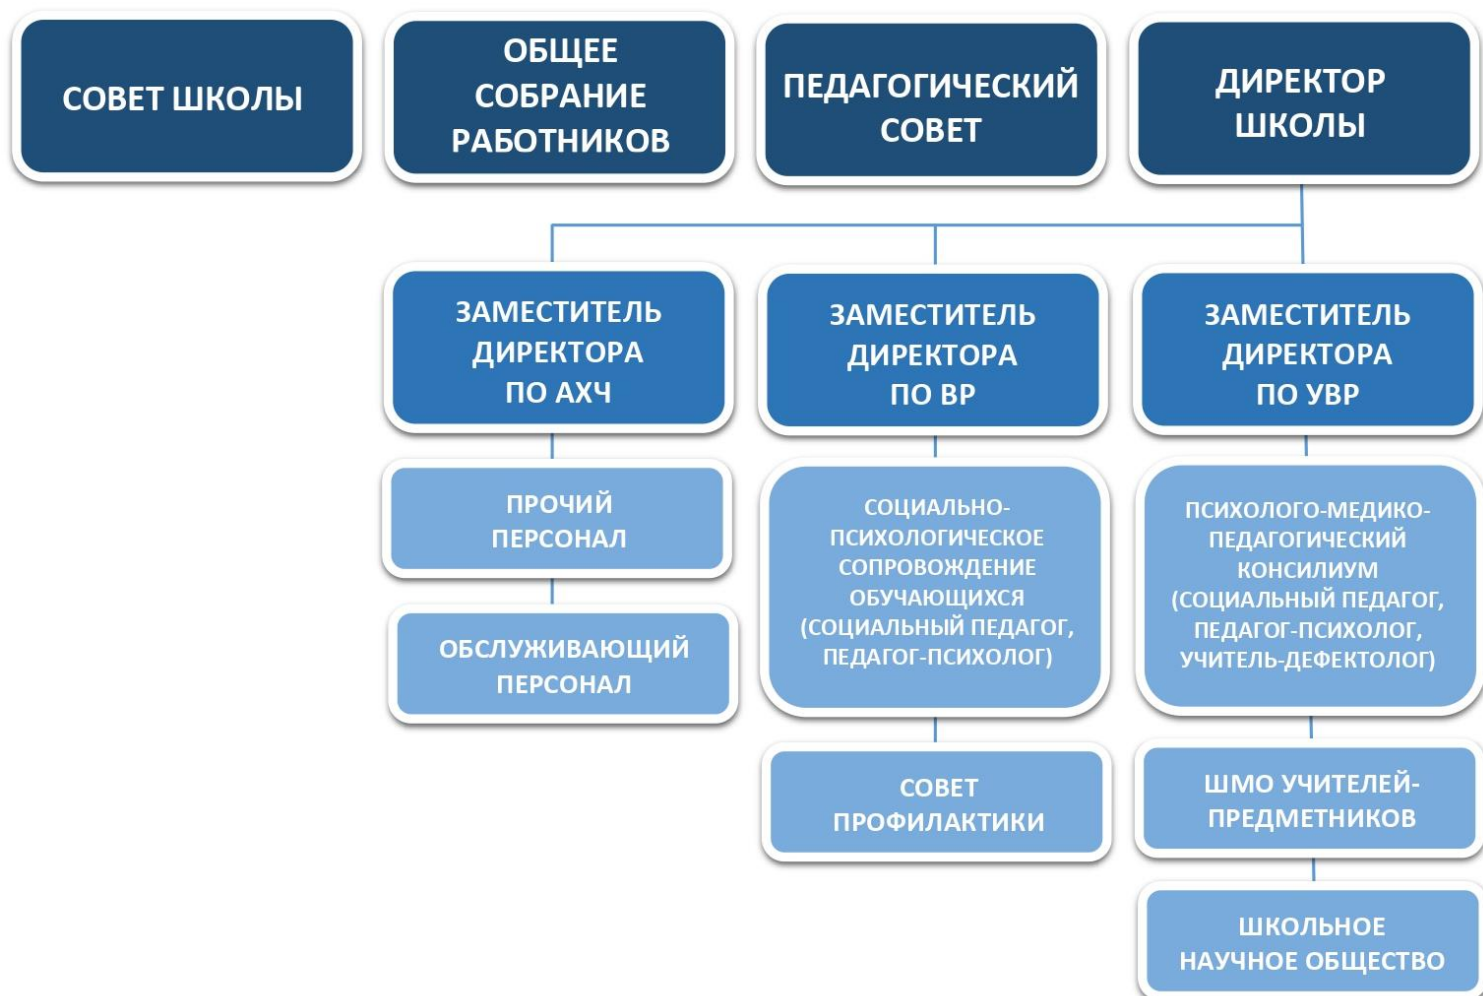 СОВЕТ ШКОЛЫ
ОБЩЕЕ
СОБРАНИЕ
РАБОТНИКОВ
ПЕДАГОГИЧЕСКИЙ
СОВЕТ
ДИРЕКТОР
ШКОЛЫ
ЗАМЕСТИТЕЛЬ
ДИРЕКТОРА
ПО АХЧ
ЗАМЕСТИТЕЛЬ
ДИРЕКТОРА
ПО ВР
ЗАМЕСТИТЕЛЬ
ДИРЕКТОРА
ПО УВР
ПРОЧИЙ
ПЕРСОНАЛ
ОБСЛУЖИВАЮЩИЙ
ПЕРСОНАЛ
СОЦИАЛЬНО-
ПСИХОЛОГИЧЕСКОЕ
СОПРОВОЖДЕНИЕ
ОБУЧАЮЩИХСЯ
(СОЦИАЛЬНЫЙ ПЕДАГОГ,
ПЕДАГОГ-ПСИХОЛОГ)
СОВЕТ
ПРОФИЛАКТИКИ
ПСИХОЛОГО-МЕДИКО-
ПЕДАГОГИЧЕСКИЙ
КОНСИЛИУМ
(СОЦИАЛЬНЫЙ ПЕДАГОГ,
ПЕДАГОГ-ПСИХОЛОГ,
УЧИТЕЛЬ-ДЕФЕКТОЛОГ)
ШМО УЧИТЕЛЕЙ-
ПРЕДМЕТНИКОВ
ШКОЛЬНОЕ
НАУЧНОЕ ОБЩЕСТВО